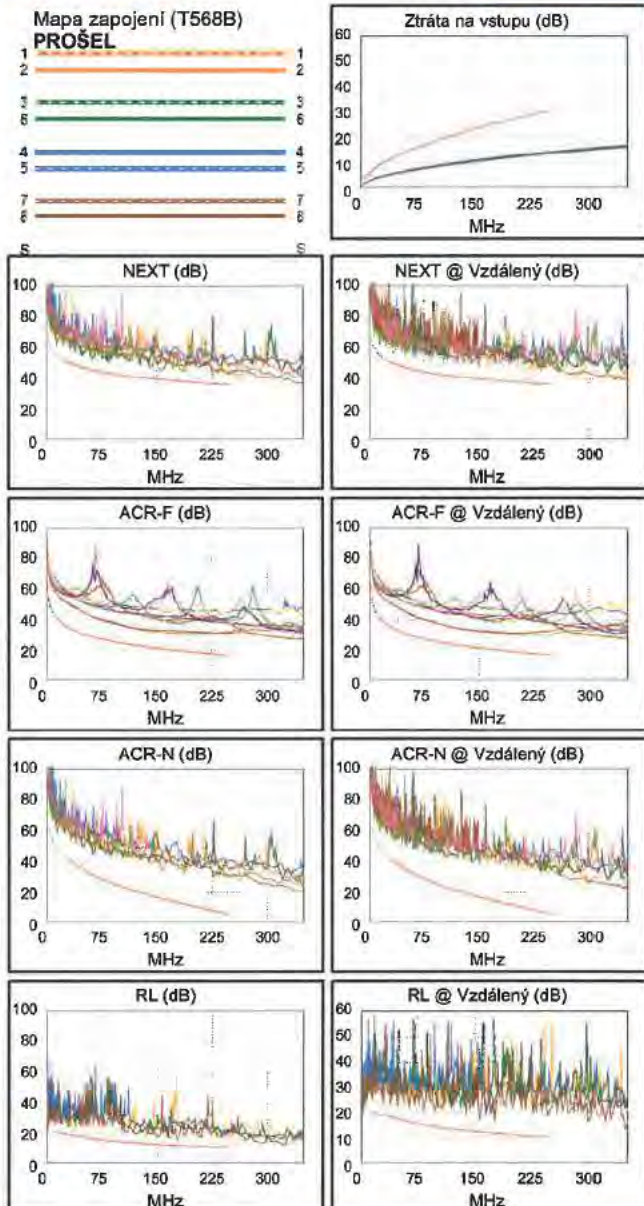 Mapa zapojení (T568B)
PROŠEL
1 1
2 2
3 3
6 6
4 4
5 5
7 7
8 8
S S
Ztráta na vstupu (dB)
60
50
40
30
20
10
0
0 75 150 225 300
MHz
NEXT (dB)
100
80
60
40
20
0
0 75 150 225 300
MHz
NEXT @ Vzdálený (dB)
100
80
60
40
20
0
0 75 150 225 300
MHz
ACR-F (dB)
100
80
60
40
20
0
0 75 150 225 300
MHz
ACR-F @ Vzdálený (dB)
100
80
60
40
20
0
0 75 150 225 300
MHz
ACR-N (dB)
100
80
60
40
20
0
0 75 150 225 300
MHz
ACR-N @ Vzdálený (dB)
100
80
60
40
20
0
0 75 150 225 300
MHz
RL (dB)
100
80
60
40
20
0
0 75 150 225 300
MHz
RL @ Vzdálený (dB)
60
50
40
30
20
10
0
0 75 150 225 300
MHz